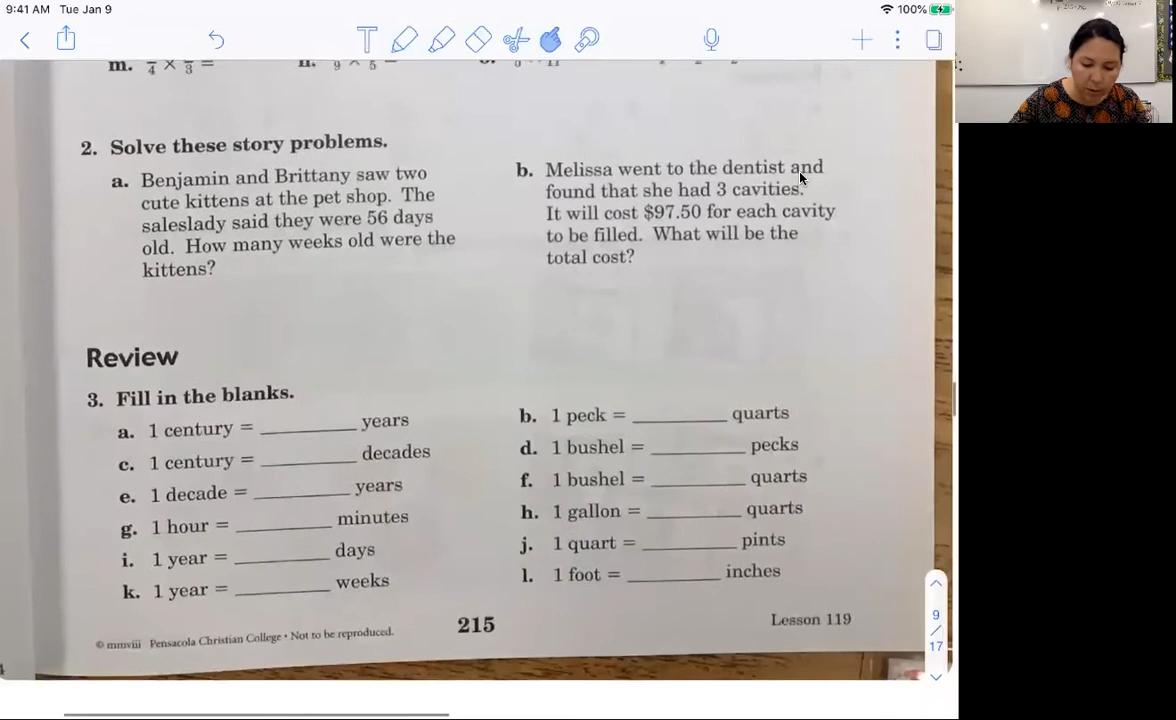 9:41 AM Tue Jan 9
100%
m. 4 × 3 =
2. Solve these story problems.
a. Benjamin and Brittany saw two
cute kittens at the pet shop. The
saleslady said they were 56 days
old. How many weeks old were the
kittens?
b. Melissa went to the dentist and
found that she had 3 cavities.
It will cost $97.50 for each cavity
to be filled. What will be the
total cost?
Review
3. Fill in the blanks.
a. 1 century = __________ years
b. 1 peck = __________ quarts
c. 1 century = __________ decades
d. 1 bushel = __________ pecks
e. 1 decade = __________ years
f. 1 bushel = __________ quarts
g. 1 hour = __________ minutes
h. 1 gallon = __________ quarts
i. 1 year = __________ days
j. 1 quart = __________ pints
k. 1 year = __________ weeks
l. 1 foot = __________ inches
© mmviii Pensacola Christian College • Not to be reproduced.
215
Lesson 119
9
/
17